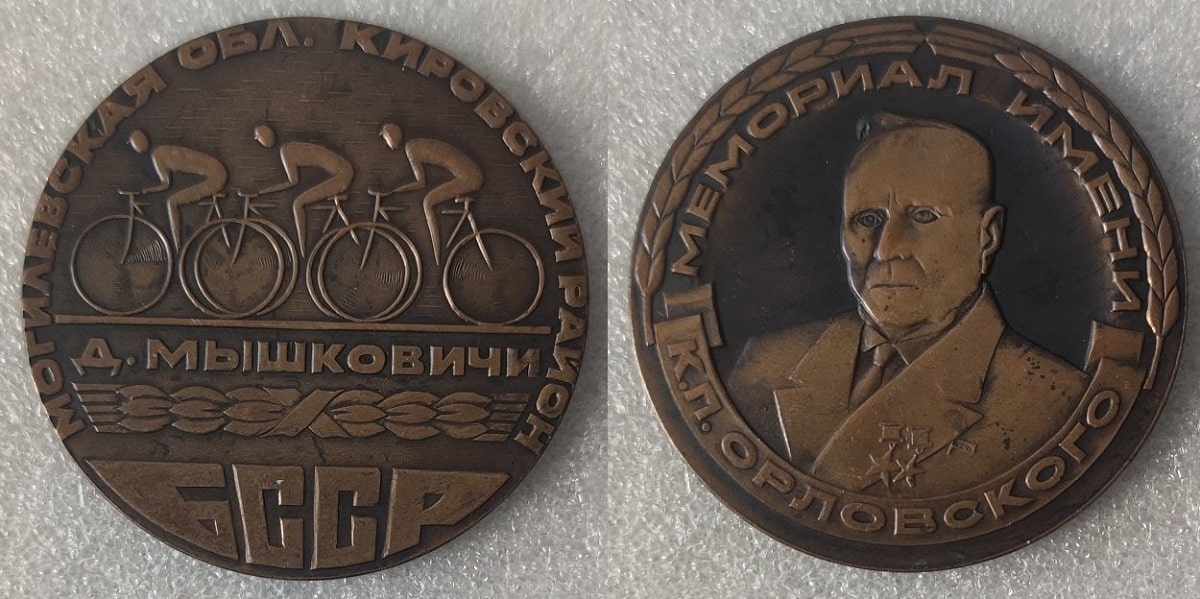 МОГИЛЕВСКАЯ ОБЛ. КИРОВСКИЙ РАЙОН
Д. МЫШКОВИЧИ
БССР
МЕМОРИАЛ ИМЕНИ
К.П. ОРЛОВСКОГО